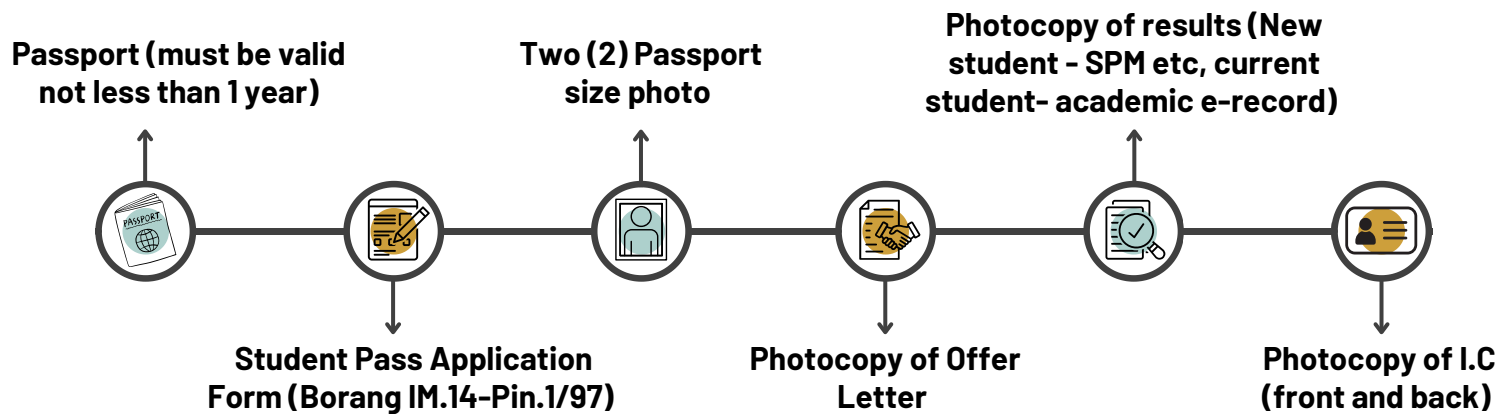 Passport (must be valid
not less than 1 year)
PASSPORT
Student Pass Application
Form (Borang IM.14-Pin.1/97)
Two (2) Passport
size photo
Photocopy of Offer
Letter
Photocopy of results (New
student - SPM etc, current
student- academic e-record)
Photocopy of I.C
(front and back)